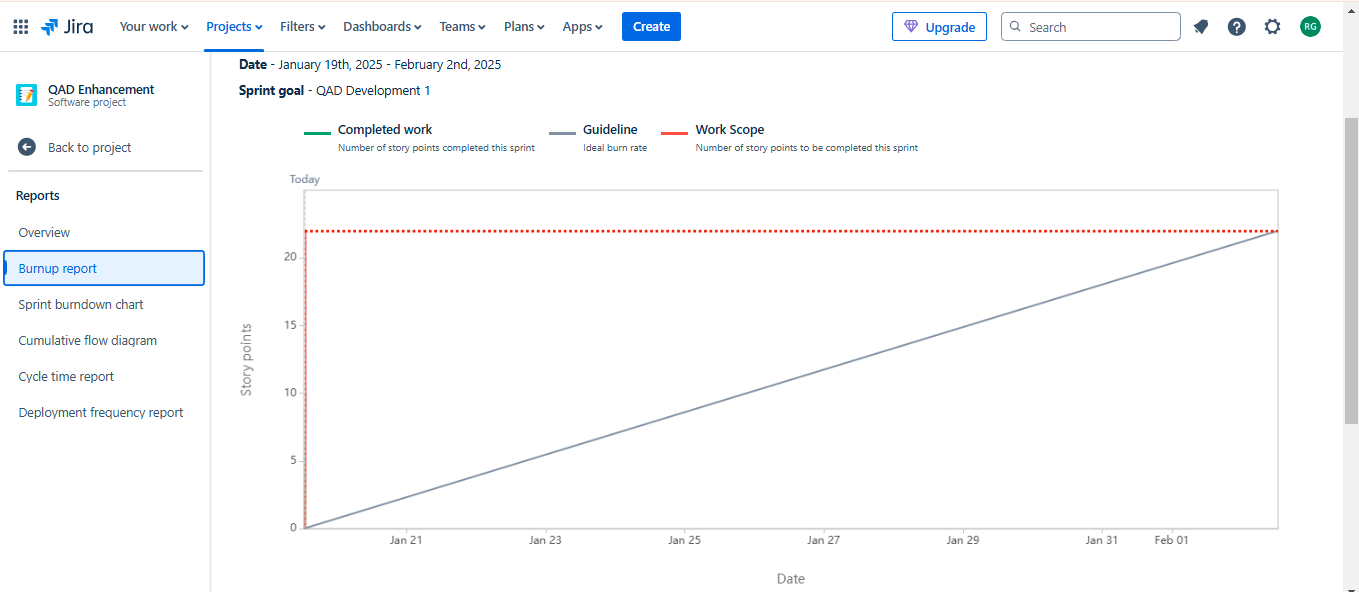 Jira
Your work
Projects
Filters
Dashboards
Teams
Plans
Apps
Create
Upgrade
Search
RG
QAD Enhancement
Software project
Back to project
Reports
Overview
Burnup report
Sprint burndown chart
Cumulative flow diagram
Cycle time report
Deployment frequency report
Date - January 19th, 2025 - February 2nd, 2025
Sprint goal - QAD Development 1
Completed work
Number of story points completed this sprint
Guideline
Ideal burn rate
Work Scope
Number of story points to be completed this sprint
Today
20
15
10
5
0
Story points
Jan 21
Jan 23
Jan 25
Jan 27
Jan 29
Jan 31
Feb 01
Date